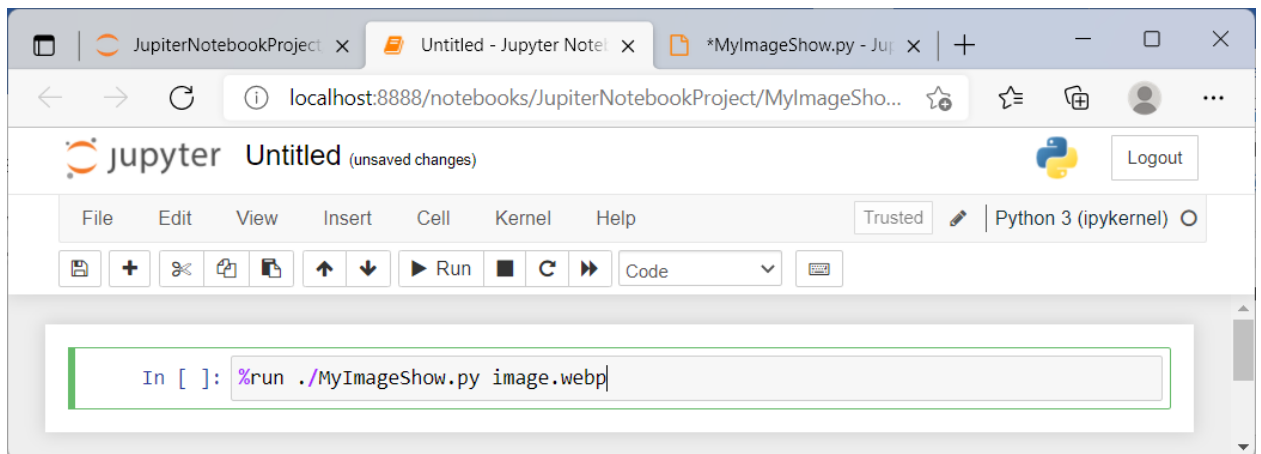 JupiterNotebookProject
Untitled - Jupyter Note
*MyImageShow.py - Jup
localhost:8888/notebooks/JupiterNotebookProject/MyImageSho...
jupyter Untitled (unsaved changes)
Logout
File Edit View Insert Cell Kernel Help Trusted Python 3 (ipykernel)
Run Code
In [ ]: %run ./MyImageShow.py image.webp